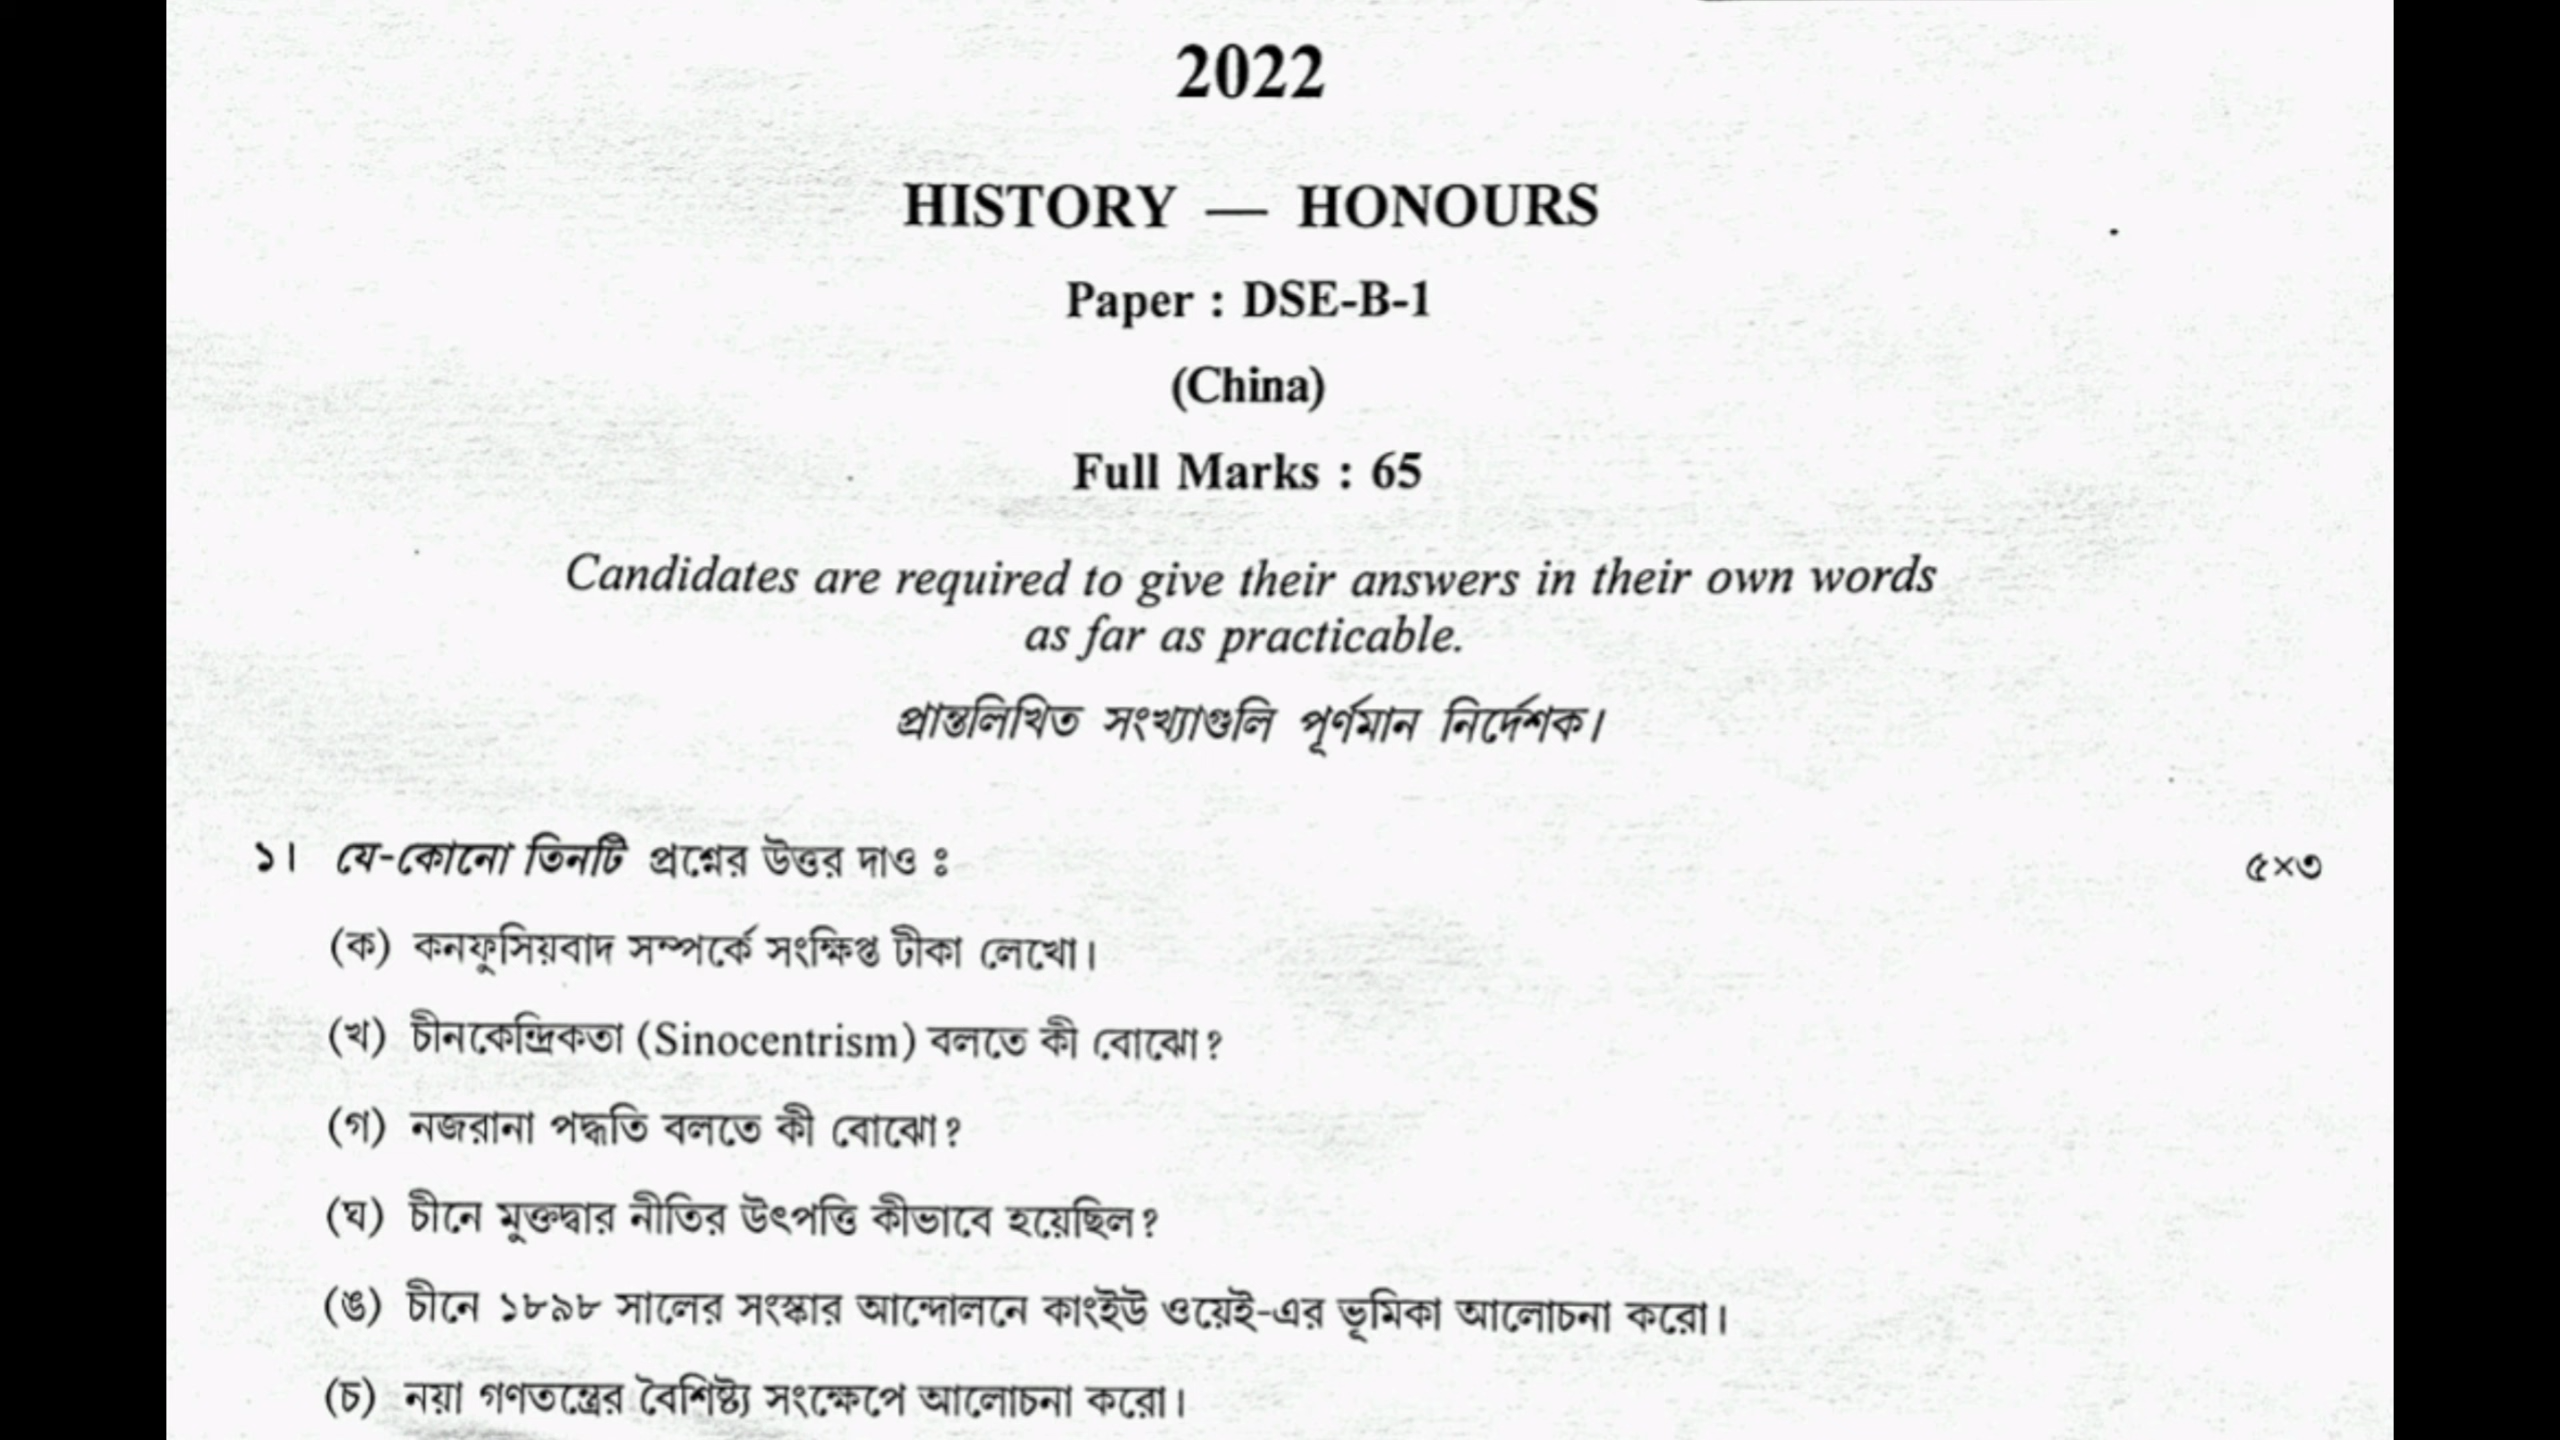 2022
HISTORY — HONOURS
Paper : DSE-B-1
(China)
Full Marks : 65
Candidates are required to give their answers in their own words
as far as practicable.
প্রান্তলিখিত সংখ্যাগুলি পূর্ণমান নির্দেশক।
১। যে-কোনো তিনটি প্রশ্নের উত্তর দাও ঃ ৫×৩
(ক) কনফুসিয়বাদ সম্পর্কে সংক্ষিপ্ত টীকা লেখো।
(খ) চীনকেন্দ্রিকতা (Sinocentrism) বলতে কী বোঝো?
(গ) নজরানা পদ্ধতি বলতে কী বোঝো?
(ঘ) চীনে মুক্তদ্বার নীতির উৎপত্তি কীভাবে হয়েছিল?
(ঙ) চীনে ১৮৯৮ সালের সংস্কার আন্দোলনে কাংইউ ওয়েই-এর ভূমিকা আলোচনা করো।
(চ) নয়া গণতন্ত্রের বৈশিষ্ট্য সংক্ষেপে আলোচনা করো।